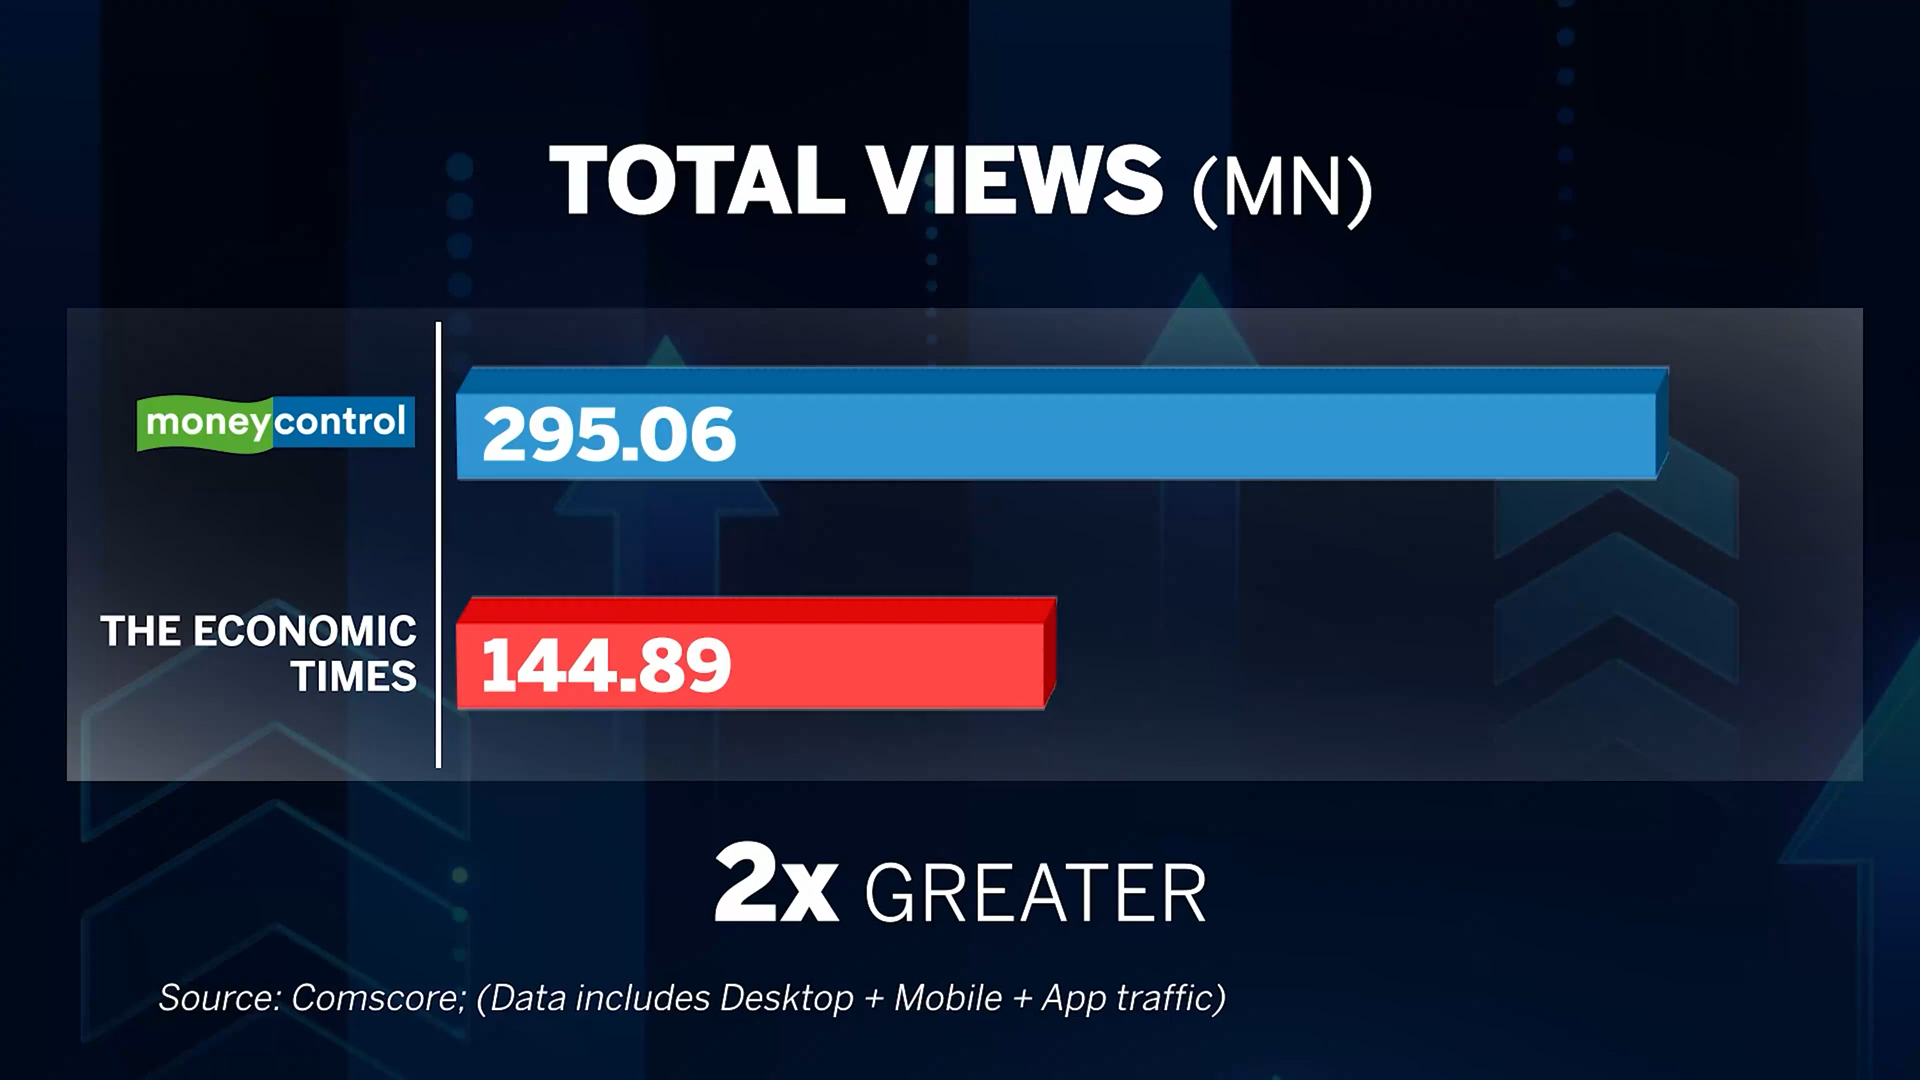 TOTAL VIEWS (MN)
moneycontrol
295.06
THE ECONOMIC
TIMES
144.89
2x GREATER
Source: Comscore; (Data includes Desktop + Mobile + App traffic)